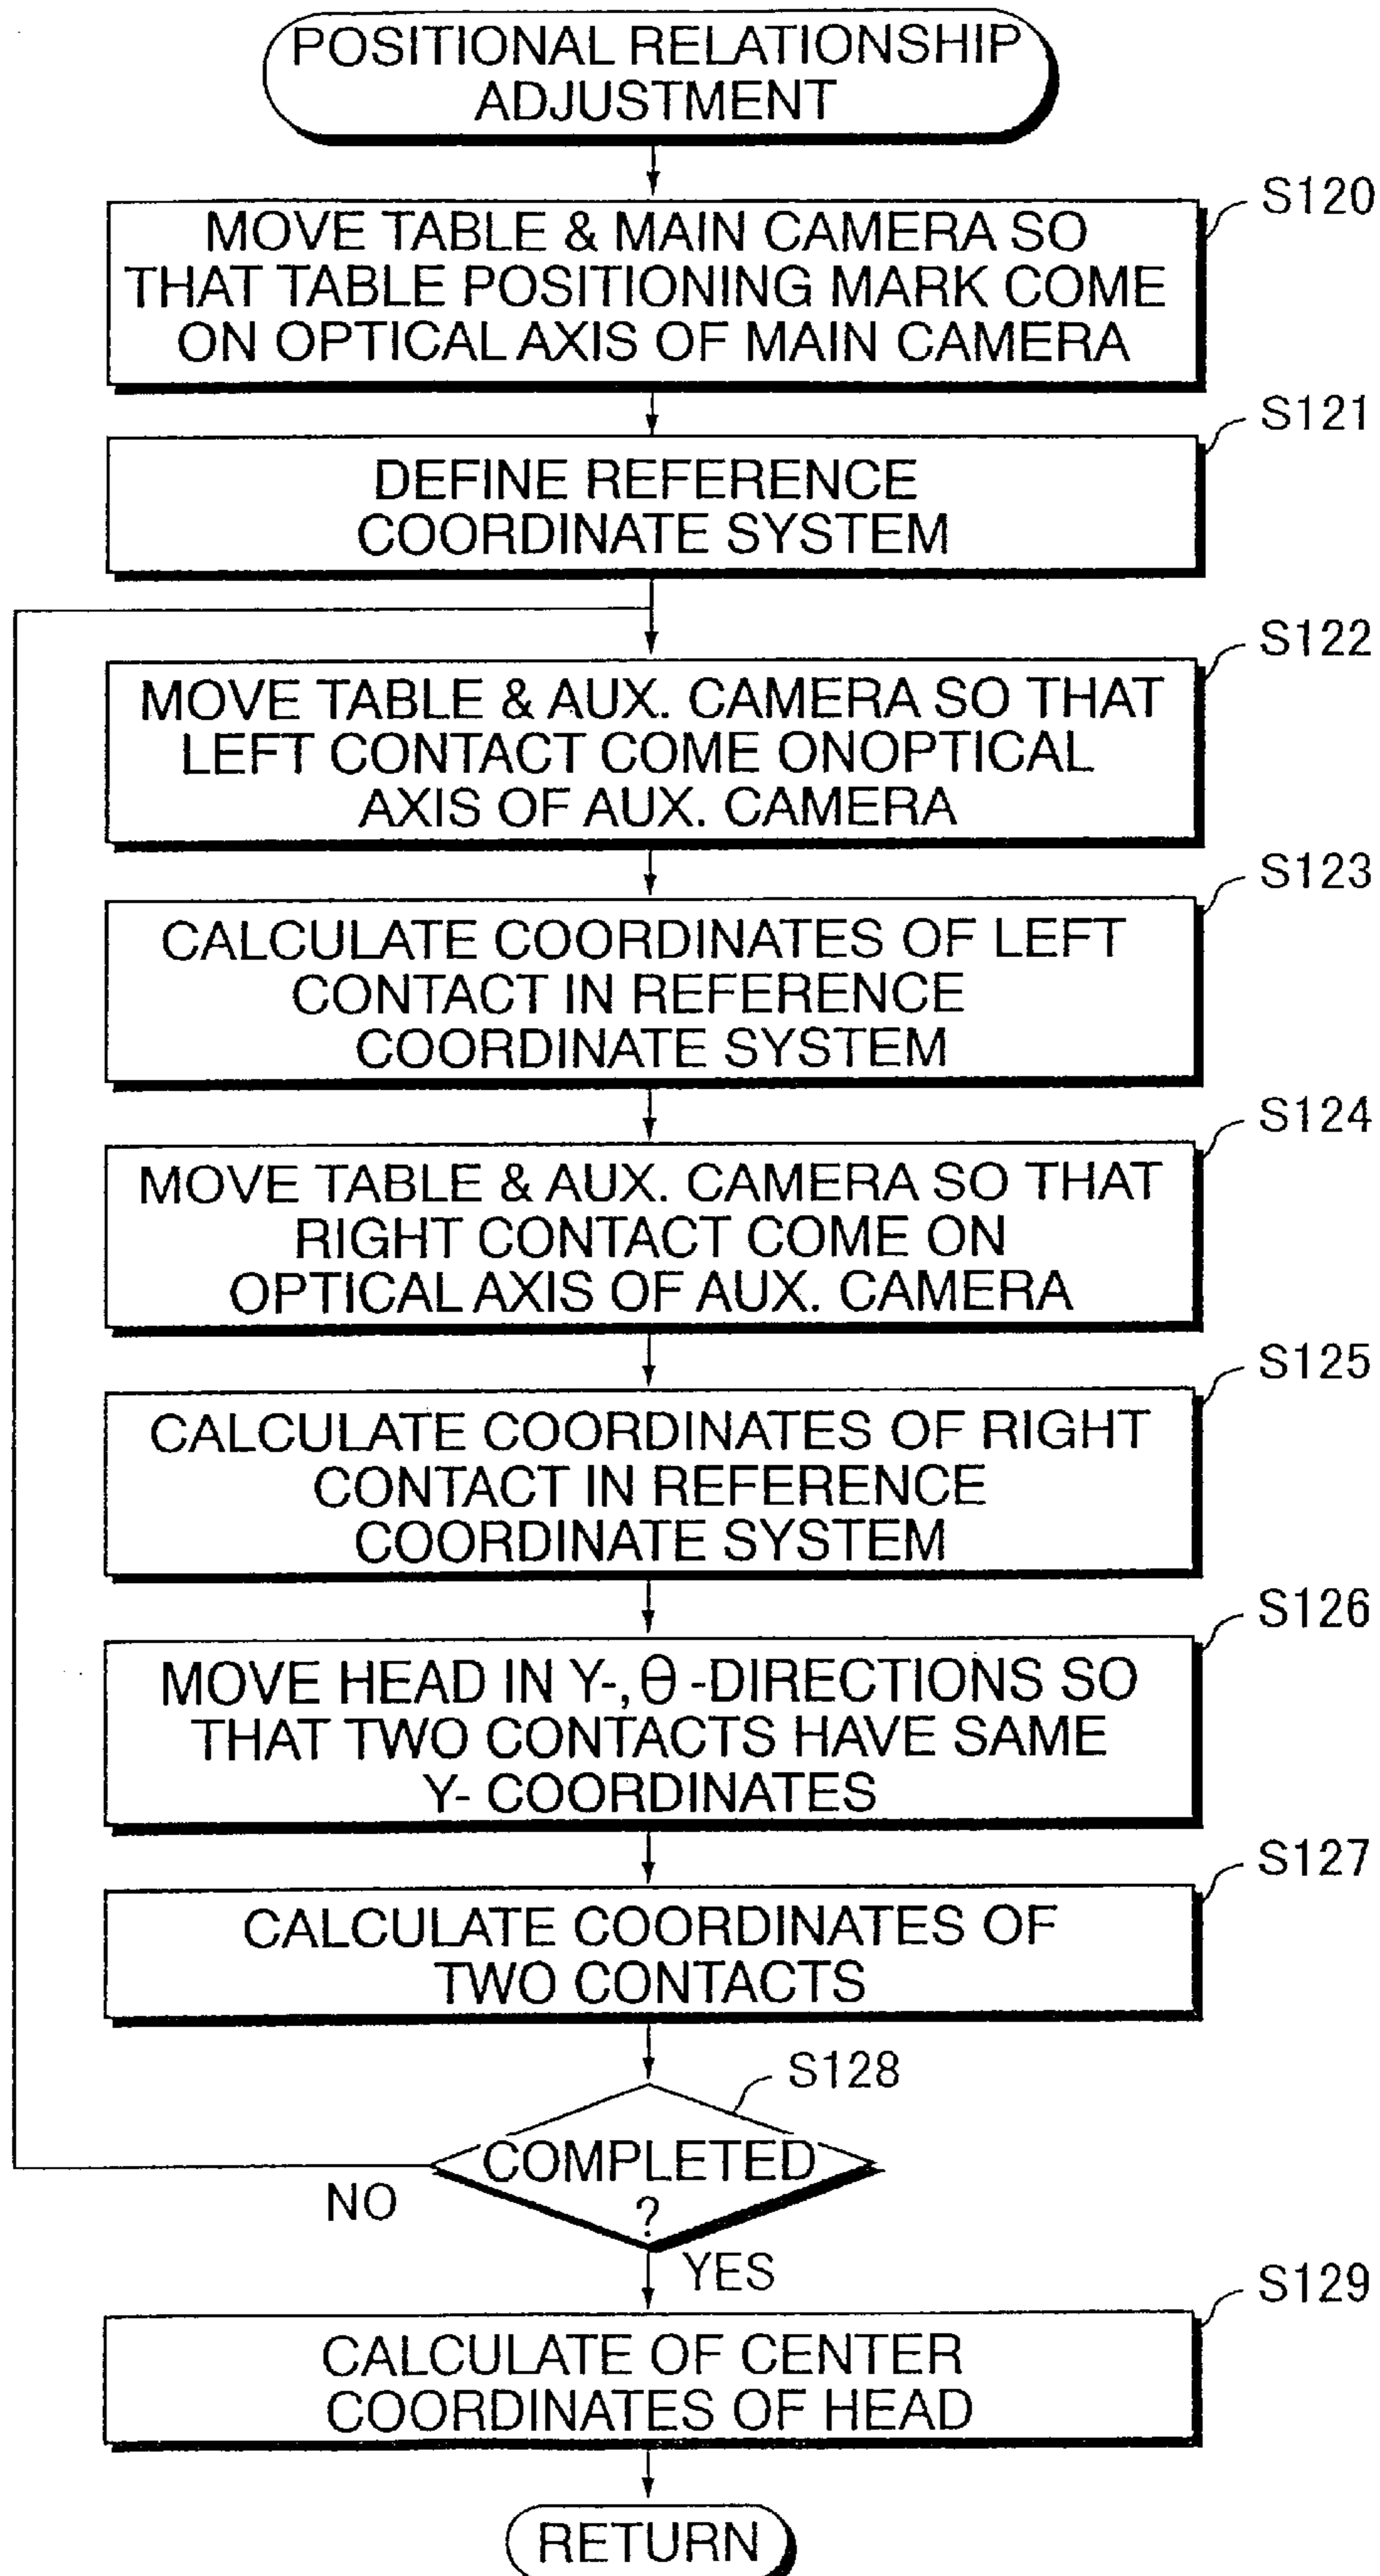 POSITIONAL RELATIONSHIP
ADJUSTMENT
S120
MOVE TABLE & MAIN CAMERA SO
THAT TABLE POSITIONING MARK COME
ON OPTICAL AXIS OF MAIN CAMERA
S121
DEFINE REFERENCE
COORDINATE SYSTEM
S122
MOVE TABLE & AUX. CAMERA SO THAT
LEFT CONTACT COME ONOPTICAL
AXIS OF AUX. CAMERA
S123
CALCULATE COORDINATES OF LEFT
CONTACT IN REFERENCE
COORDINATE SYSTEM
S124
MOVE TABLE & AUX. CAMERA SO THAT
RIGHT CONTACT COME ON
OPTICAL AXIS OF AUX. CAMERA
S125
CALCULATE COORDINATES OF RIGHT
CONTACT IN REFERENCE
COORDINATE SYSTEM
S126
MOVE HEAD IN Y-, θ -DIRECTIONS SO
THAT TWO CONTACTS HAVE SAME
Y- COORDINATES
S127
CALCULATE COORDINATES OF
TWO CONTACTS
S128
COMPLETED
?
NO
YES
S129
CALCULATE OF CENTER
COORDINATES OF HEAD
RETURN